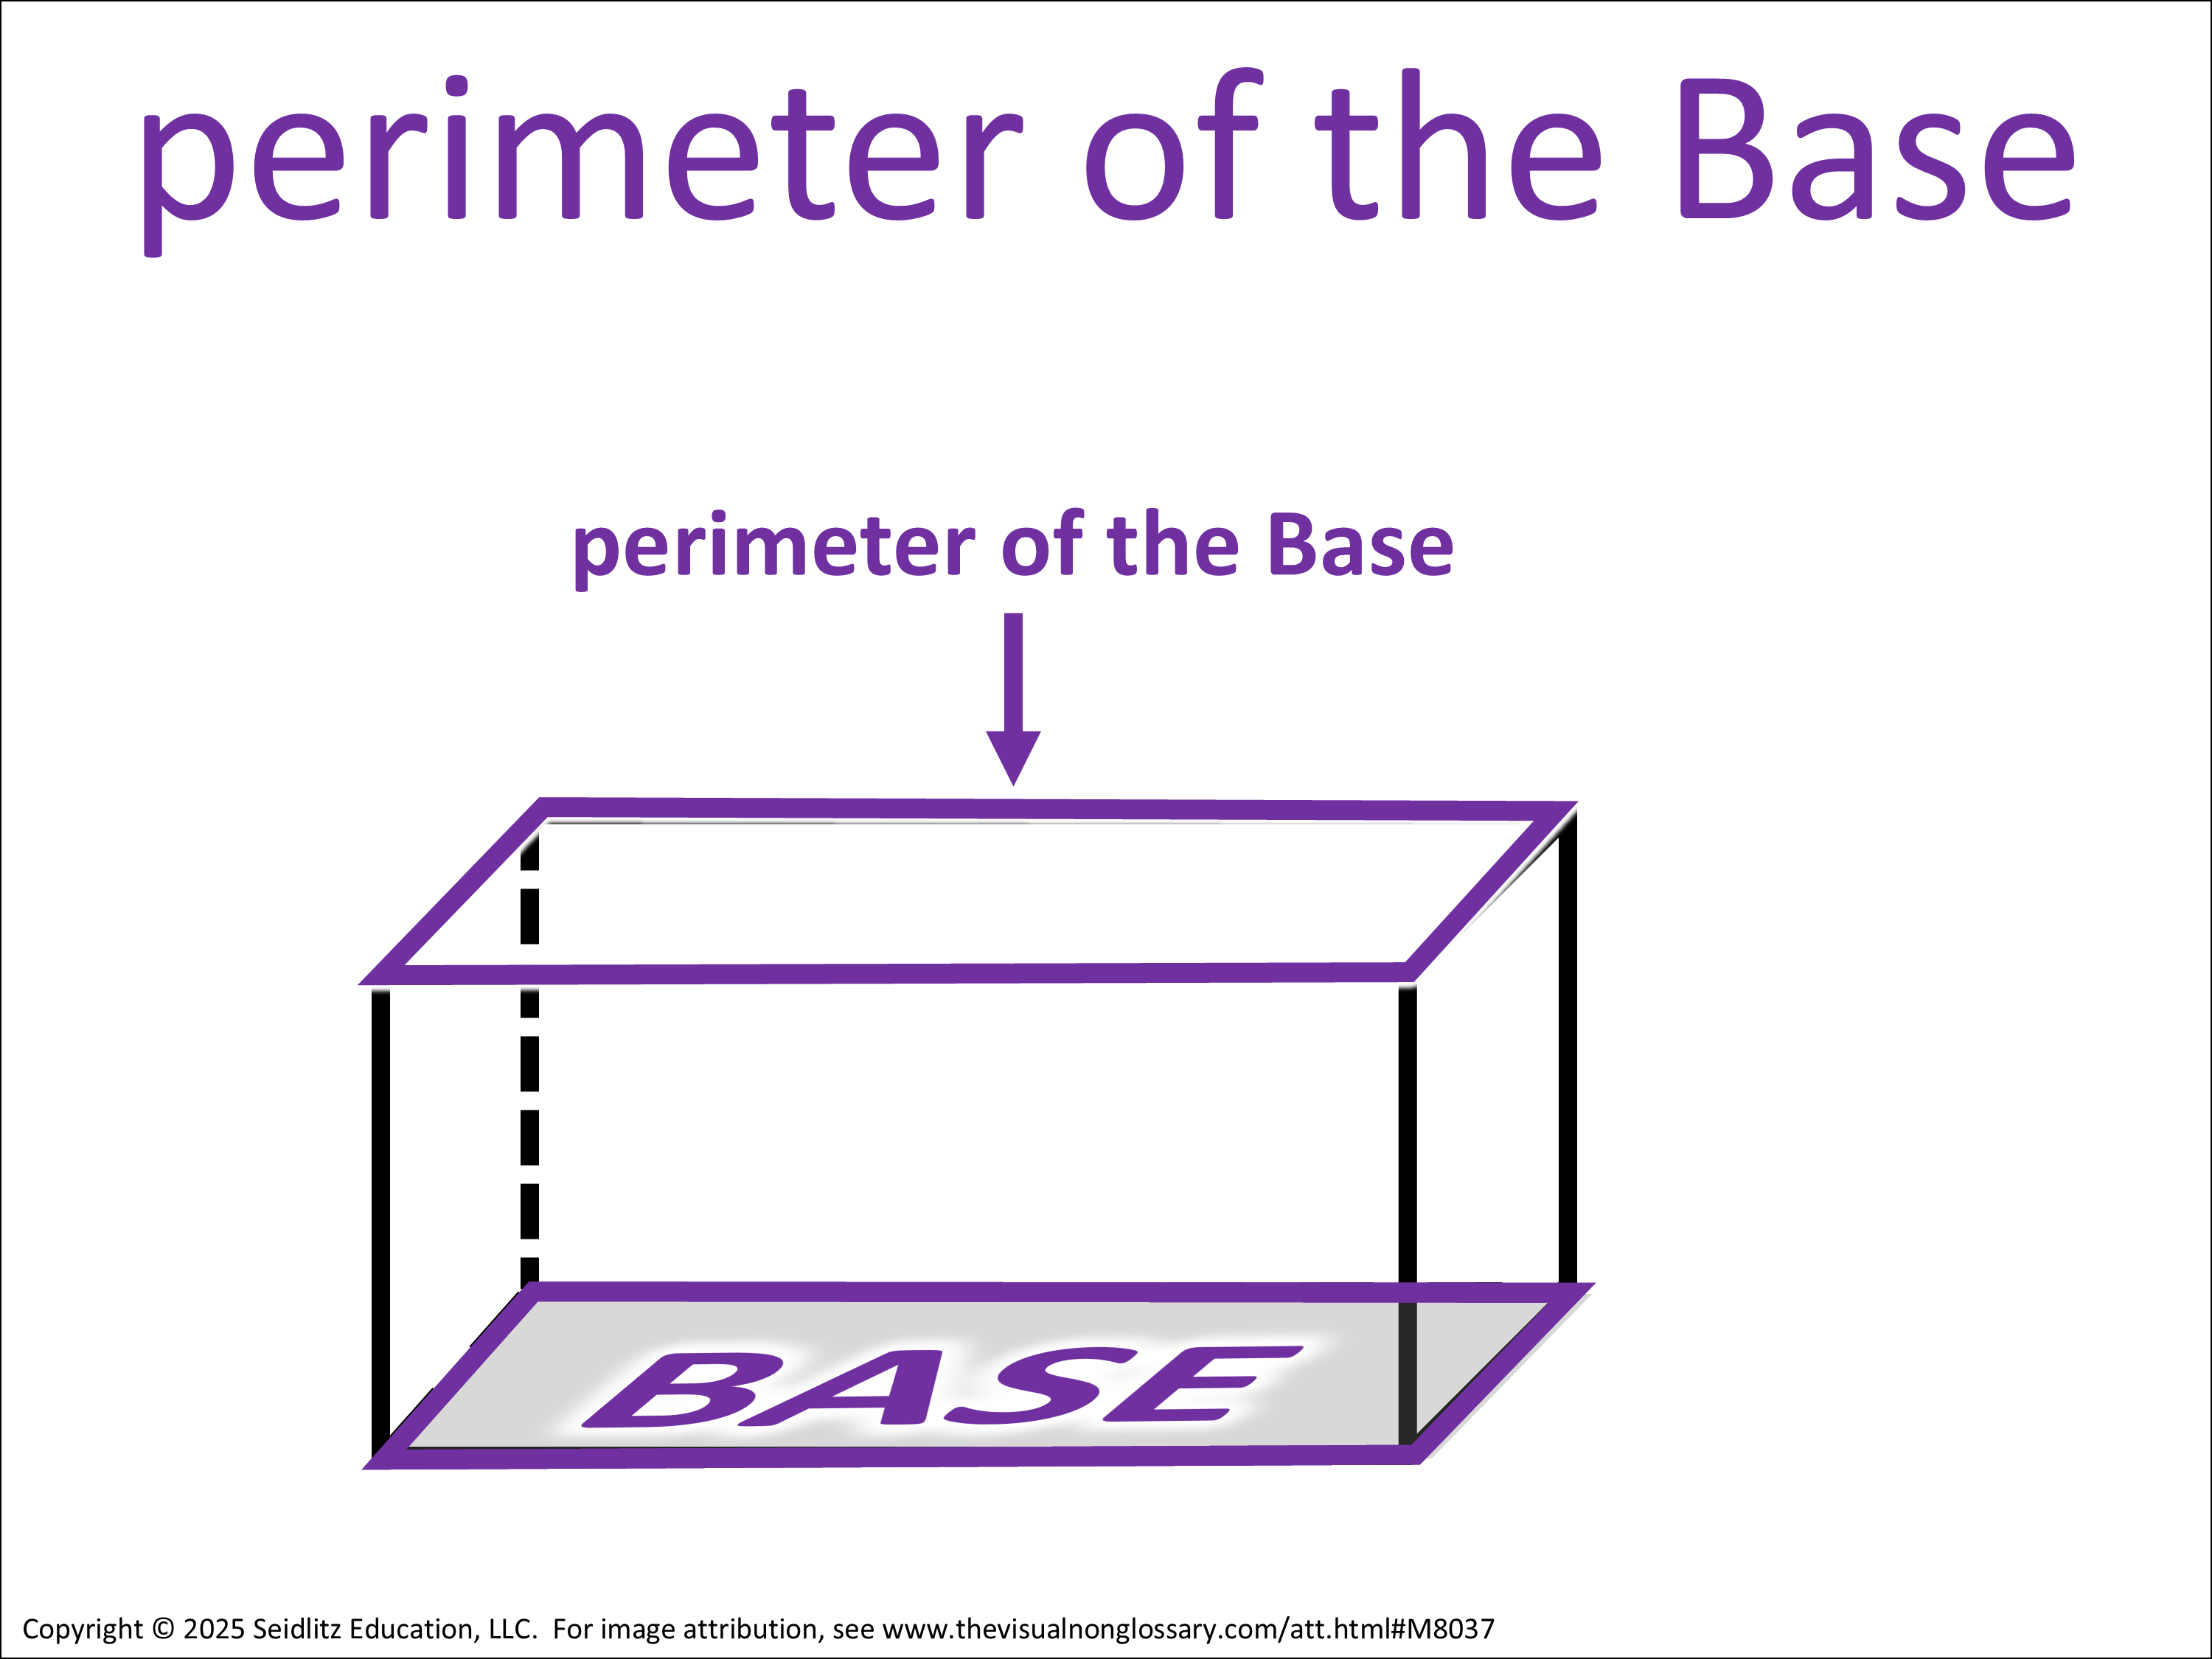 perimeter of the Base
perimeter of the Base
BASE
Copyright © 2025 Seidlitz Education, LLC.  For image attribution, see www.thevisualnonglossary.com/att.html#M8037